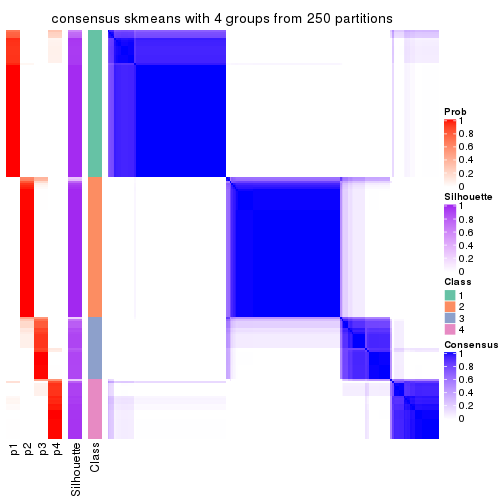 consensus skmeans with 4 groups from 250 partitions
Prob
1
0.8
0.6
0.4
0.2
0
Silhouette
1
0.8
0.6
0.4
0.2
0
Class
1
2
3
4
Consensus
1
0.8
0.6
0.4
0.2
0
p1
p2
p3
p4
Silhouette
Class